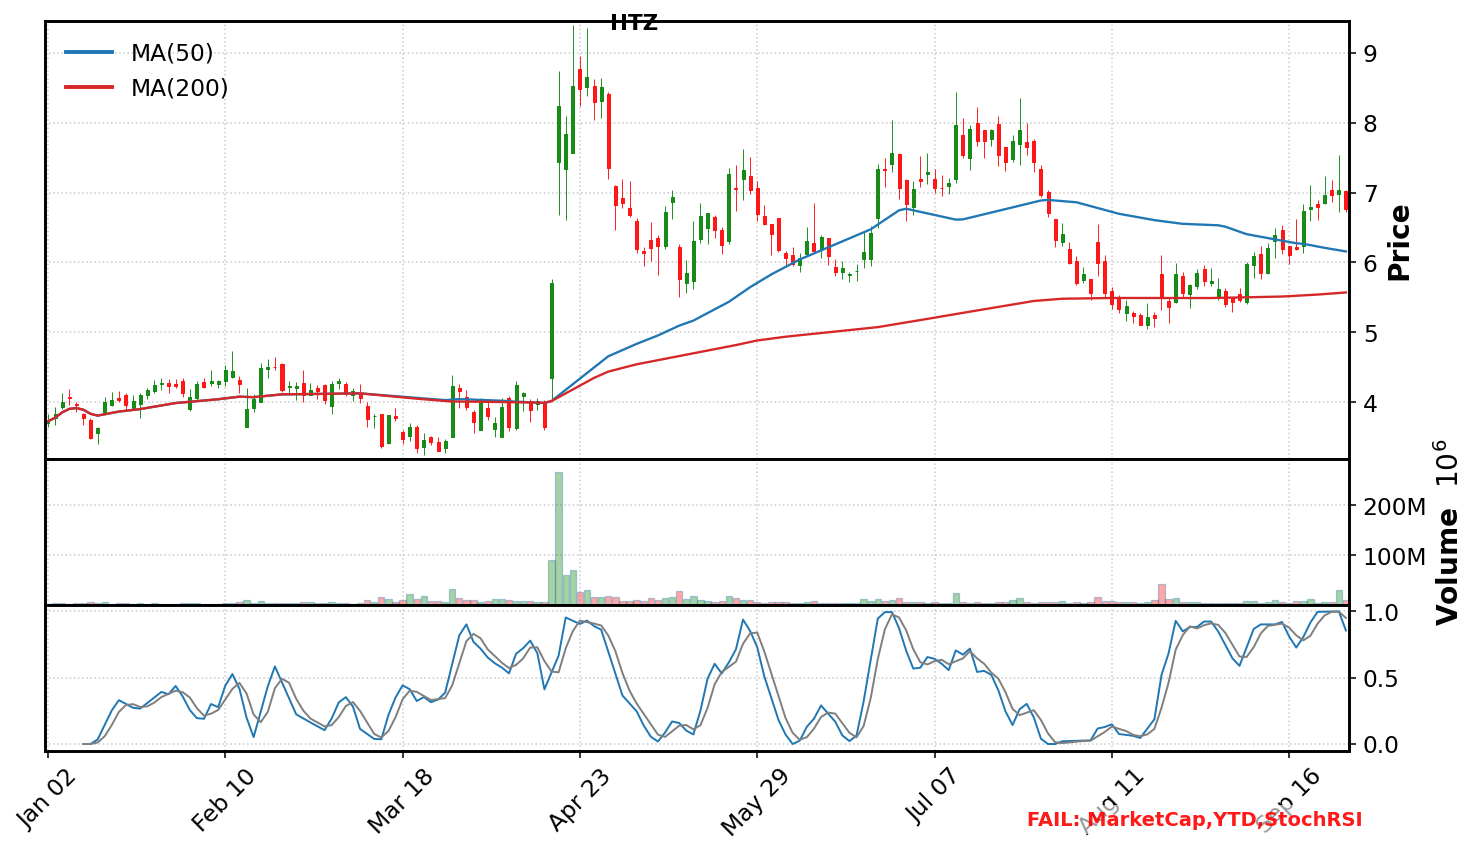 HTZ
MA(50)
MA(200)
9
8
7
6
5
4
Price
200M
100M
Volume 10^6
1.0
0.5
0.0
Jan 02
Feb 10
Mar 18
Apr 23
May 29
Jul 07
Aug 11
Sep 16
FAIL: MarketCap,YTD,StochRSI